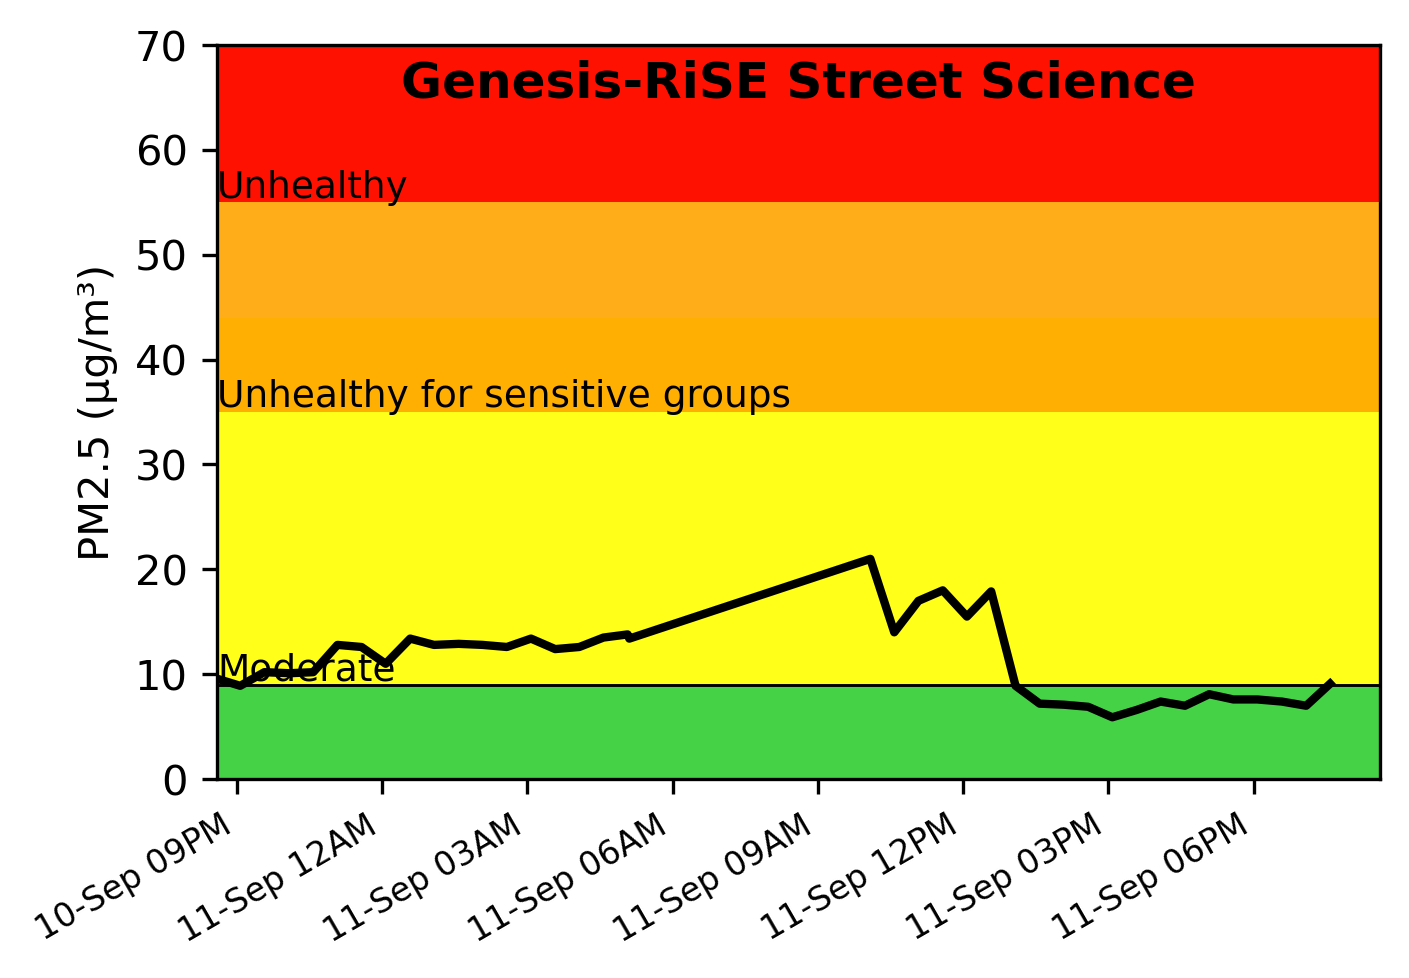 Genesis-RiSE Street Science
70
60
50
40
30
20
10
0
PM2.5 (µg/m³)
Unhealthy
Unhealthy for sensitive groups
Moderate
10-Sep 09PM
11-Sep 12AM
11-Sep 03AM
11-Sep 06AM
11-Sep 09AM
11-Sep 12PM
11-Sep 03PM
11-Sep 06PM